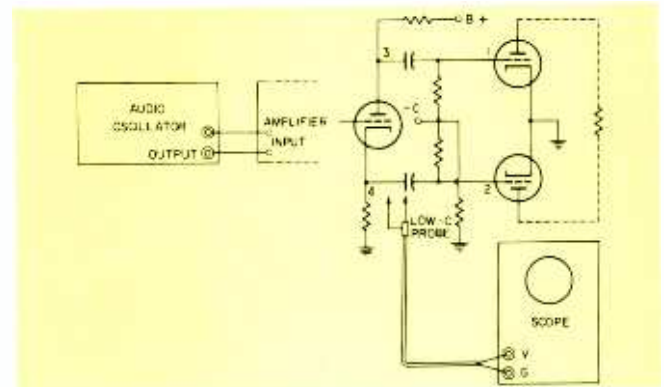 B+
3
1
AUDIO
OSCILLATOR
OUTPUT
AMPLIFIER
INPUT
-C
4
2
LOW-C
PROBE
SCOPE
V
G